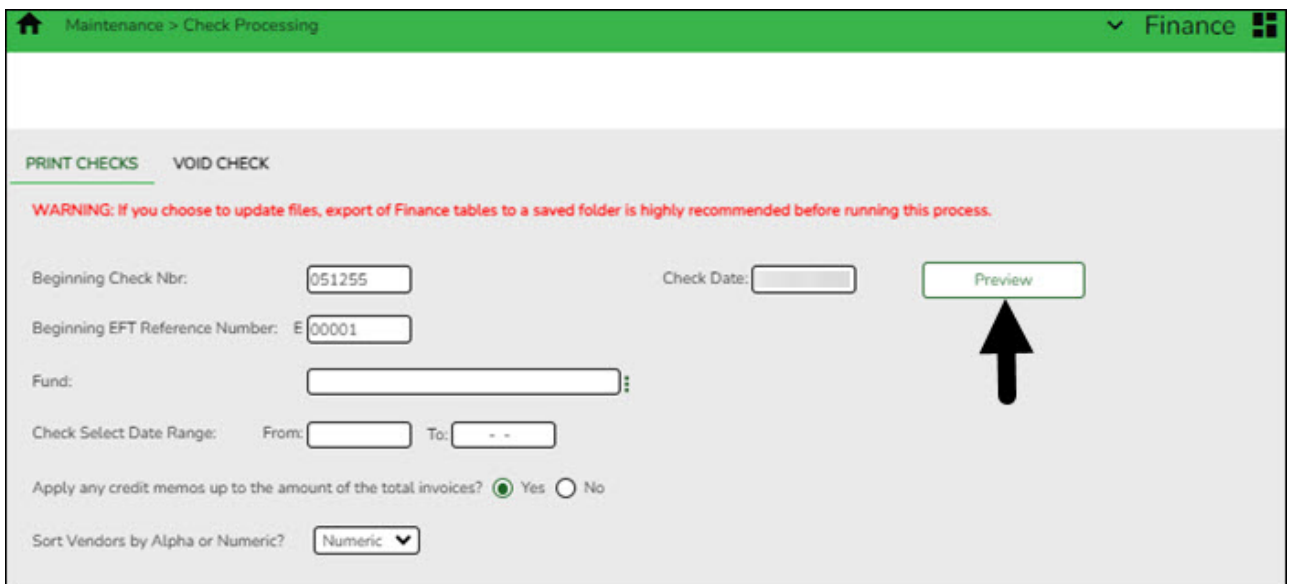 Maintenance > Check Processing
Finance
PRINT CHECKS VOID CHECK
WARNING: If you choose to update files, export of Finance tables to a saved folder is highly recommended before running this process.
Beginning Check Nbr: 051255 Check Date: Preview
Beginning EFT Reference Number: E 00001
Fund:
Check Select Date Range: From: To: - -
Apply any credit memos up to the amount of the total invoices? Yes No
Sort Vendors by Alpha or Numeric? Numeric